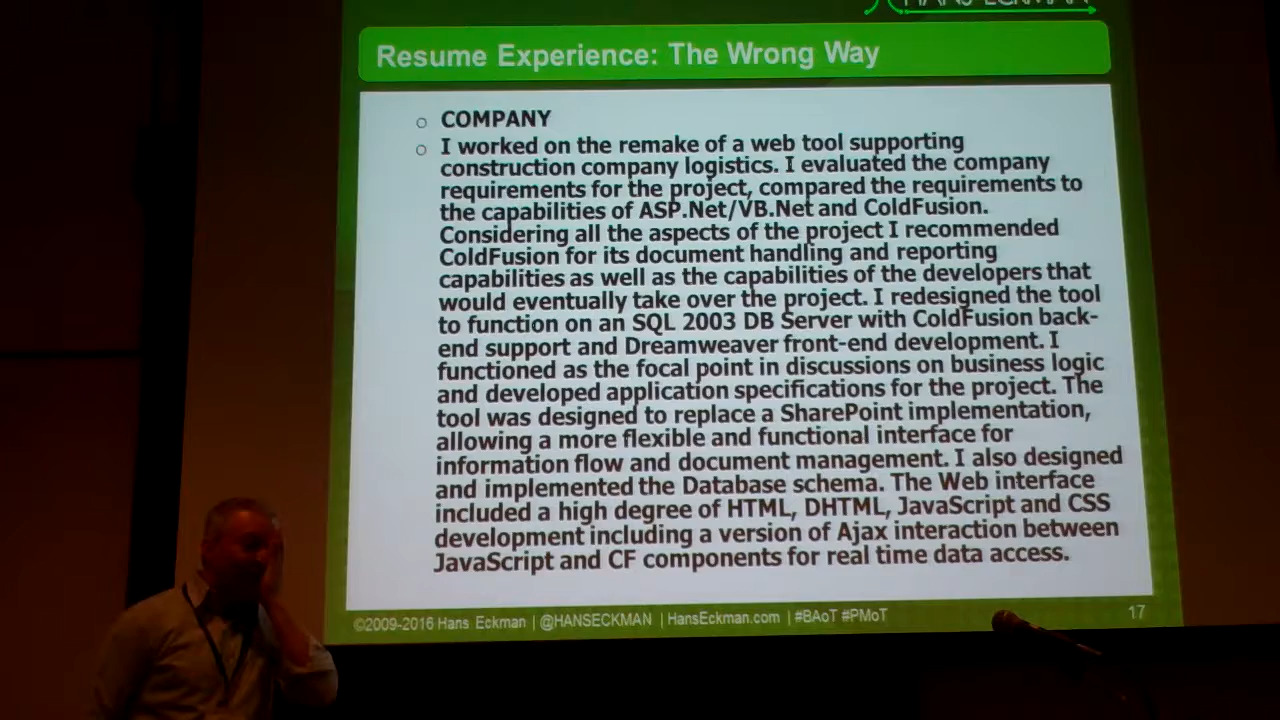 HANS ECKMAN
Resume Experience: The Wrong Way
COMPANY
I worked on the remake of a web tool supporting
construction company logistics. I evaluated the company
requirements for the project, compared the requirements to
the capabilities of ASP.Net/VB.Net and ColdFusion.
Considering all the aspects of the project I recommended
ColdFusion for its document handling and reporting
capabilities as well as the capabilities of the developers that
would eventually take over the project. I redesigned the tool
to function on an SQL 2003 DB Server with ColdFusion back-
end support and Dreamweaver front-end development. I
functioned as the focal point in discussions on business logic
and developed application specifications for the project. The
tool was designed to replace a SharePoint implementation,
allowing a more flexible and functional interface for
information flow and document management. I also designed
and implemented the Database schema. The Web interface
included a high degree of HTML, DHTML, JavaScript and CSS
development including a version of Ajax interaction between
JavaScript and CF components for real time data access.
©2009-2016 Hans Eckman | @HANSECKMAN | HansEckman.com | #BAoT #PMoT
17